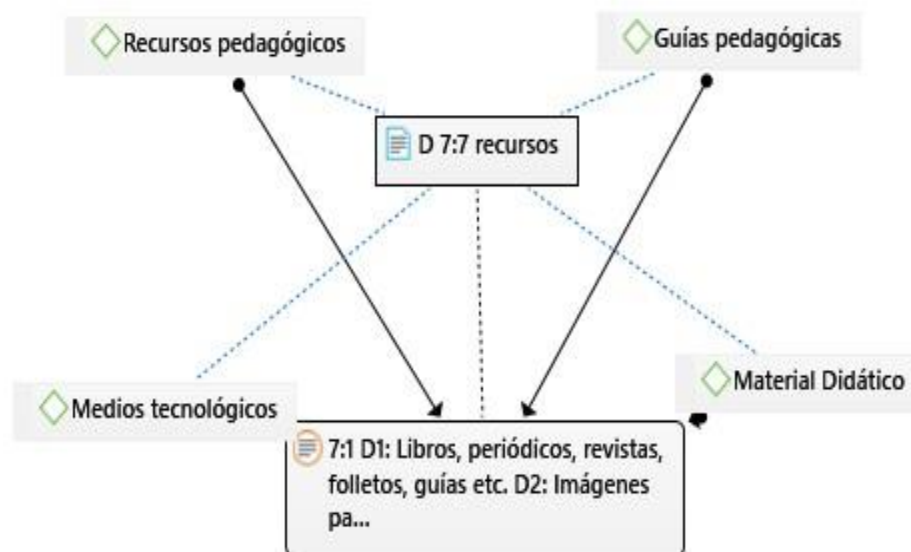 Recursos pedagógicos
Guías pedagógicas
D 7:7 recursos
Material Didático
Medios tecnológicos
7:1 D1: Libros, periódicos, revistas,
folletos, guías etc. D2: Imágenes
pa...